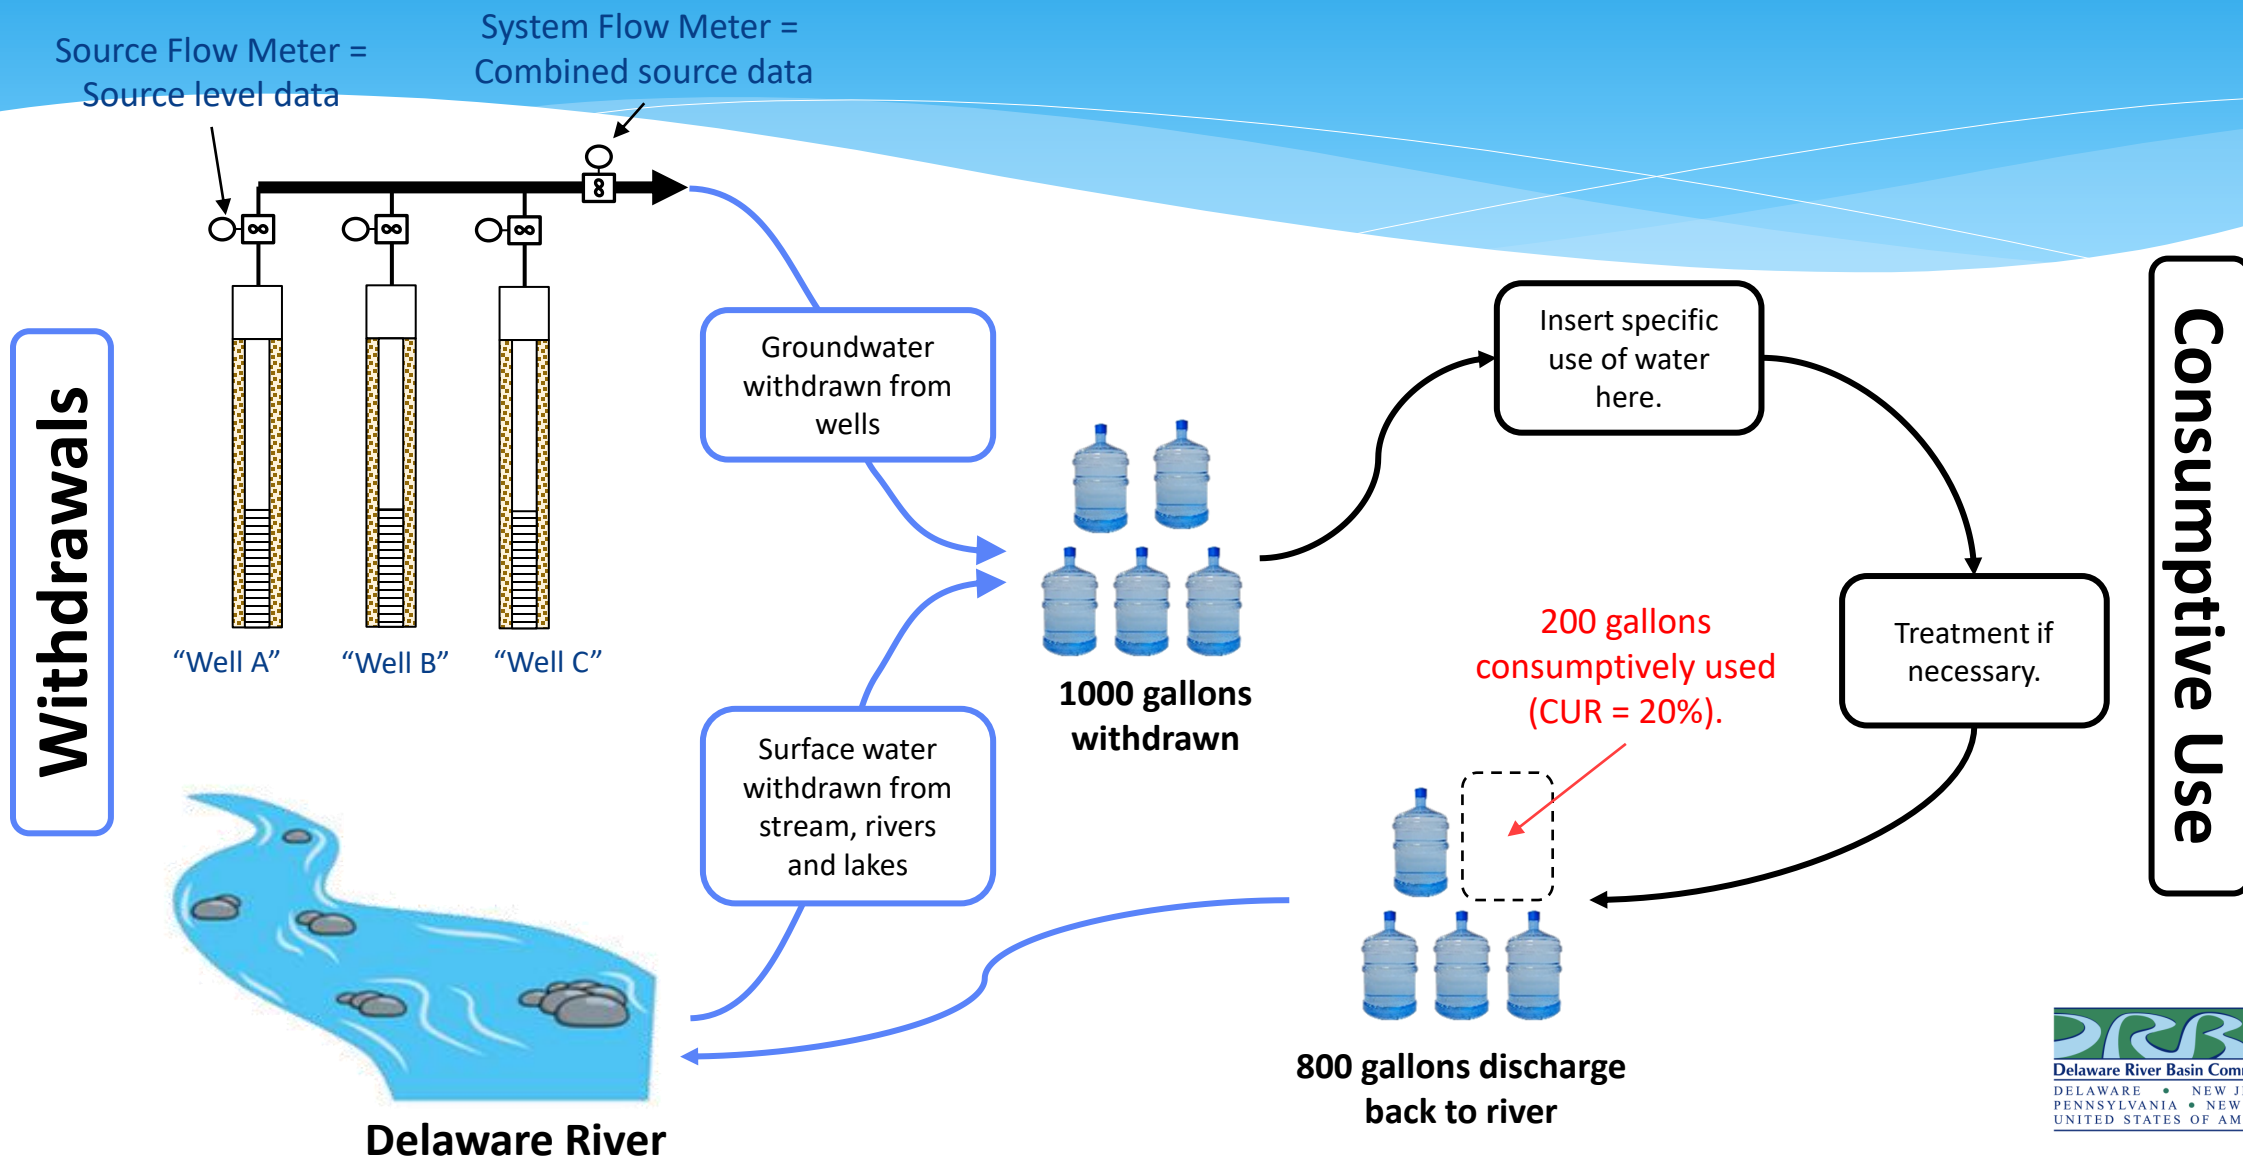 Source Flow Meter =
Source level data
System Flow Meter =
Combined source data
Withdrawals
"Well A"
"Well B"
"Well C"
Groundwater
withdrawn from
wells
Surface water
withdrawn from
stream, rivers
and lakes
Delaware River
1000 gallons
withdrawn
Insert specific
use of water
here.
Treatment if
necessary.
200 gallons
consumptively used
(CUR = 20%).
800 gallons discharge
back to river
Consumptive Use
DRB
Delaware River Basin
DELAWARE • NEW
PENNSYLVANIA • NEW
UNITED STATES OF